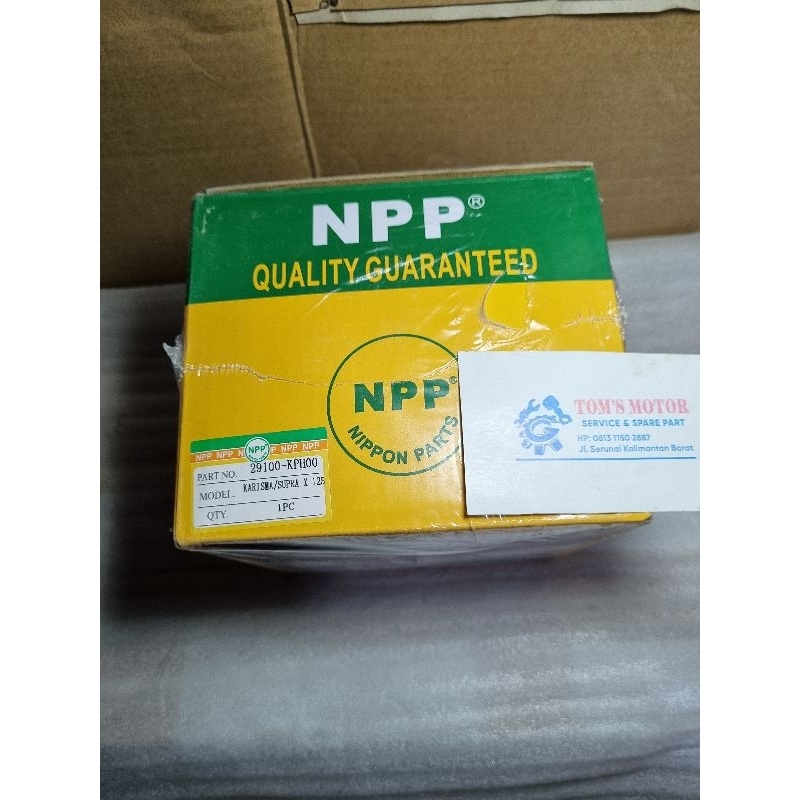 NPP®
QUALITY GUARANTEED
NPP
NIPPON PARTS
NPP NPP NPP NPP NPP
PART NO. 29100-KPH00
MODEL. KARISMA/SUPRA X 125
QTY. 1PC
TOM'S MOTOR
SERVICE & SPARE PART
HP: 0813 1150 2887
Jl. Serunai Kalimantan Barat